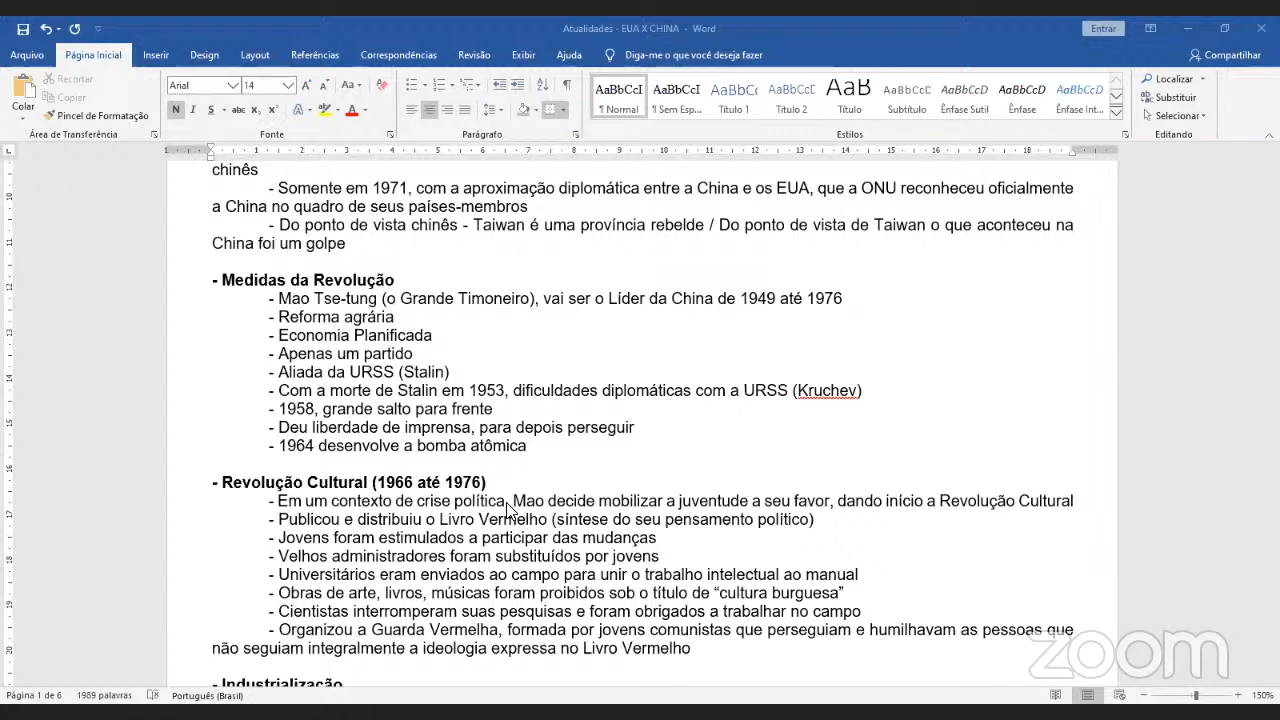 Atualidades - EUA X CHINA - Word
Entrar
Arquivo Página Inicial Inserir Design Layout Referências Correspondências Revisão Exibir Ajuda Diga-me o que você deseja fazer Compartilhar
Colar
Recortar
Copiar
Pincel de Formatação
Área de Transferência
Arial 14
Fonte
Parágrafo
AaBbCcI AaBbCcI AaBbCc AaBbCcD AaB AaBbCcD AaBbCcD AaBbCcD AaBbCcD
¶ Normal ¶ Sem Esp... Título 1 Título 2 Título Subtítulo Ênfase Sutil Ênfase Ênfase Int...
Estilos
Localizar
Substituir
Selecionar
Editando
chinês
- Somente em 1971, com a aproximação diplomática entre a China e os EUA, que a ONU reconheceu oficialmente
a China no quadro de seus países-membros
- Do ponto de vista chinês - Taiwan é uma província rebelde / Do ponto de vista de Taiwan o que aconteceu na
China foi um golpe
- Medidas da Revolução
- Mao Tse-tung (o Grande Timoneiro), vai ser o Líder da China de 1949 até 1976
- Reforma agrária
- Economia Planificada
- Apenas um partido
- Aliada da URSS (Stalin)
- Com a morte de Stalin em 1953, dificuldades diplomáticas com a URSS (Kruchev)
- 1958, grande salto para frente
- Deu liberdade de imprensa, para depois perseguir
- 1964 desenvolve a bomba atômica
- Revolução Cultural (1966 até 1976)
- Em um contexto de crise política, Mao decide mobilizar a juventude a seu favor, dando início a Revolução Cultural
- Publicou e distribuiu o Livro Vermelho (síntese do seu pensamento político)
- Jovens foram estimulados a participar das mudanças
- Velhos administradores foram substituídos por jovens
- Universitários eram enviados ao campo para unir o trabalho intelectual ao manual
- Obras de arte, livros, músicas foram proibidos sob o título de “cultura burguesa”
- Cientistas interromperam suas pesquisas e foram obrigados a trabalhar no campo
- Organizou a Guarda Vermelha, formada por jovens comunistas que perseguiam e humilhavam as pessoas que
não seguiam integralmente a ideologia expressa no Livro Vermelho
- Industrialização
zoom
Página 1 de 6 1989 palavras Português (Brasil) 150%